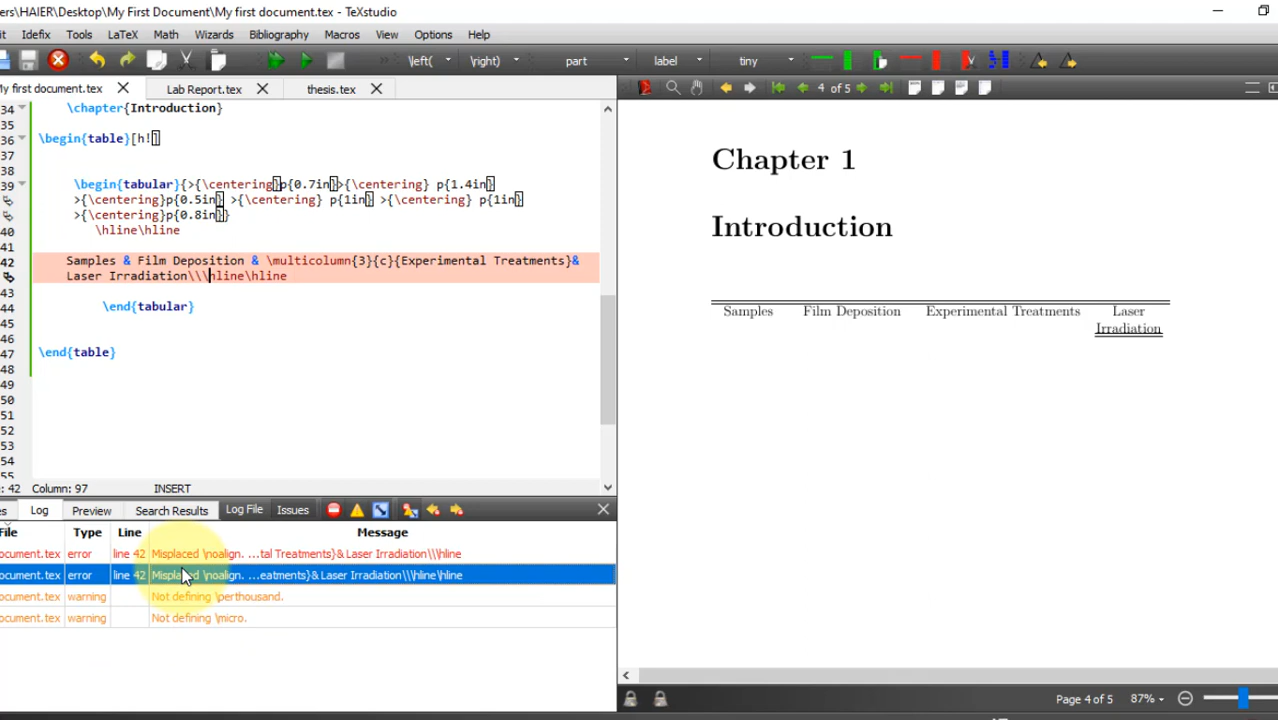 ers\HAIER\Desktop\My First Document\My first document.tex - TeXstudio
it Idefix Tools LaTeX Math Wizards Bibliography Macros View Options Help
\left( \right) part label tiny
My first document.tex Lab Report.tex thesis.tex
4 of 5
34 \chapter{Introduction}
35
36 \begin{table}[h!]
37
38
39 \begin{tabular}{>{\centering}p{0.7in}>{\centering} p{1.4in}
>{\centering}p{0.5in} >{\centering} p{1in} >{\centering} p{1in}
>{\centering}p{0.8in}}
40 \hline\hline
41
42 Samples & Film Deposition & \multicolumn{3}{c}{Experimental Treatments}&
Laser Irradiation\\\hline\hline
43
44 \end{tabular}
45
46
47 \end{table}
48
49
50
51
52
53
54
55
: 42 Column: 97 INSERT
es Log Preview Search Results Log File Issues
File Type Line Message
ocument.tex error line 42 Misplaced \noalign. ...tal Treatments}& Laser Irradiation\\\hline
ocument.tex error line 42 Misplaced \noalign. ...eatments}& Laser Irradiation\\\hline\hline
ocument.tex warning Not defining \perthousand.
ocument.tex warning Not defining \micro.
Chapter 1
Introduction
Samples Film Deposition Experimental Treatments Laser
Irradiation
Page 4 of 5 87%